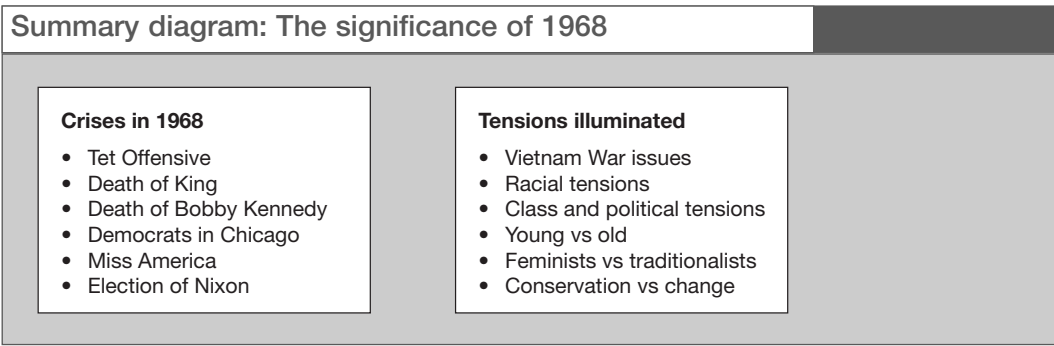 Summary diagram: The significance of 1968
Crises in 1968
• Tet Offensive
• Death of King
• Death of Bobby Kennedy
• Democrats in Chicago
• Miss America
• Election of Nixon
Tensions illuminated
• Vietnam War issues
• Racial tensions
• Class and political tensions
• Young vs old
• Feminists vs traditionalists
• Conservation vs change